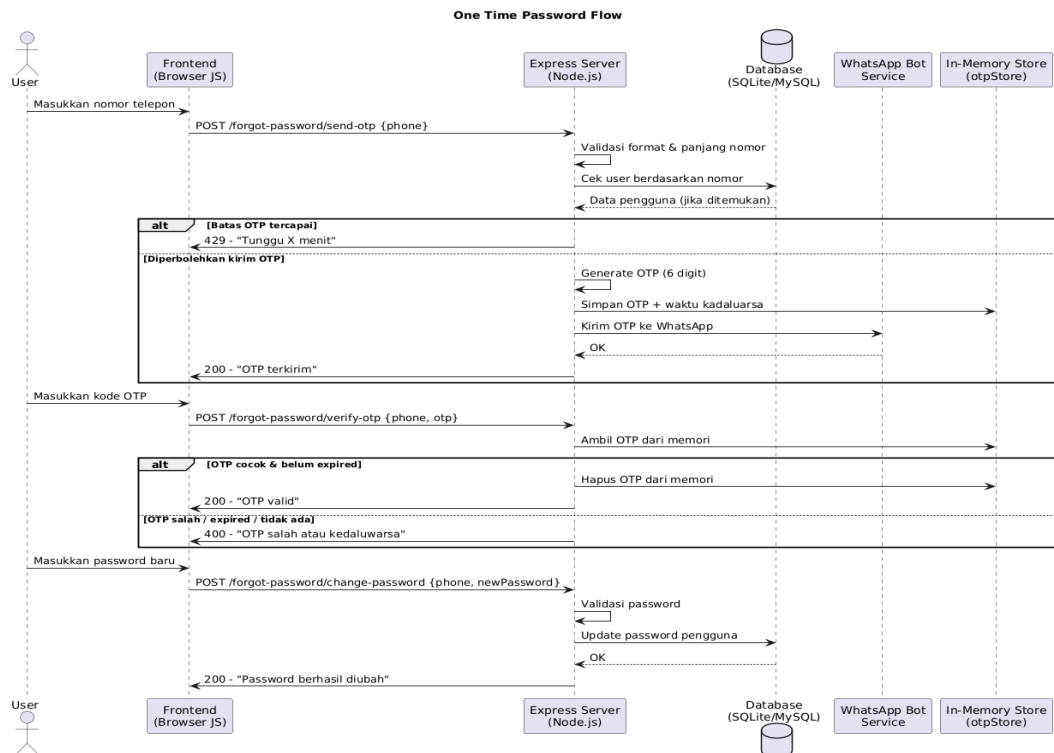 One Time Password Flow
User
Frontend
(Browser JS)
Express Server
(Node.js)
Database
(SQLite/MySQL)
WhatsApp Bot
Service
In-Memory Store
(otpStore)
Masukkan nomor telepon
POST /forgot-password/send-otp {phone}
Validasi format & panjang nomor
Cek user berdasarkan nomor
Data pengguna (jika ditemukan)
alt [Batas OTP tercapai]
429 - "Tunggu X menit"
[Diperbolehkan kirim OTP]
Generate OTP (6 digit)
Simpan OTP + waktu kadaluarsa
Kirim OTP ke WhatsApp
OK
200 - "OTP terkirim"
Masukkan kode OTP
POST /forgot-password/verify-otp {phone, otp}
Ambil OTP dari memori
alt [OTP cocok & belum expired]
Hapus OTP dari memori
200 - "OTP valid"
[OTP salah / expired / tidak ada]
400 - "OTP salah atau kedaluwarsa"
Masukkan password baru
POST /forgot-password/change-password {phone, newPassword}
Validasi password
Update password pengguna
OK
200 - "Password berhasil diubah"
User
Frontend
(Browser JS)
Express Server
(Node.js)
Database
(SQLite/MySQL)
WhatsApp Bot
Service
In-Memory Store
(otpStore)